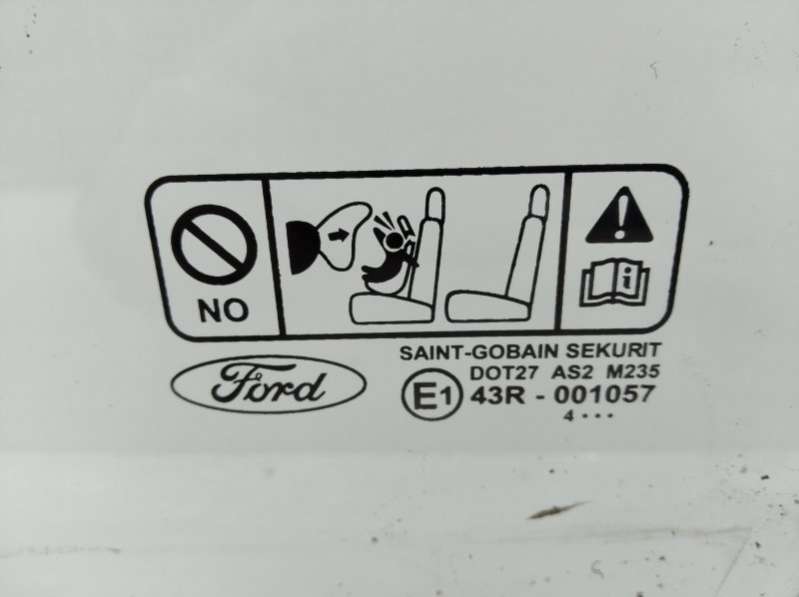 NO
Ford
SAINT-GOBAIN SEKURIT
DOT27 AS2 M235
E1 43R - 001057
4 ...